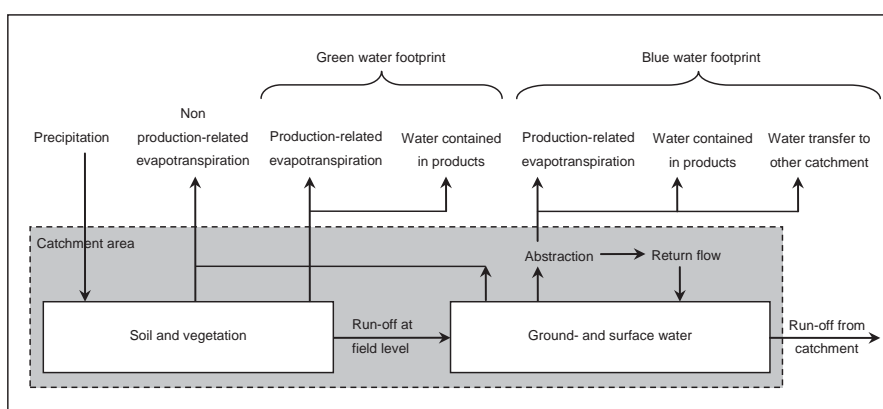 Green water footprint
Blue water footprint
Precipitation
Non
production-related
evapotranspiration
Production-related
evapotranspiration
Water contained
in products
Production-related
evapotranspiration
Water contained
in products
Water transfer to
other catchment
Catchment area
Abstraction
Return flow
Soil and vegetation
Run-off at
field level
Ground- and surface water
Run-off from
catchment